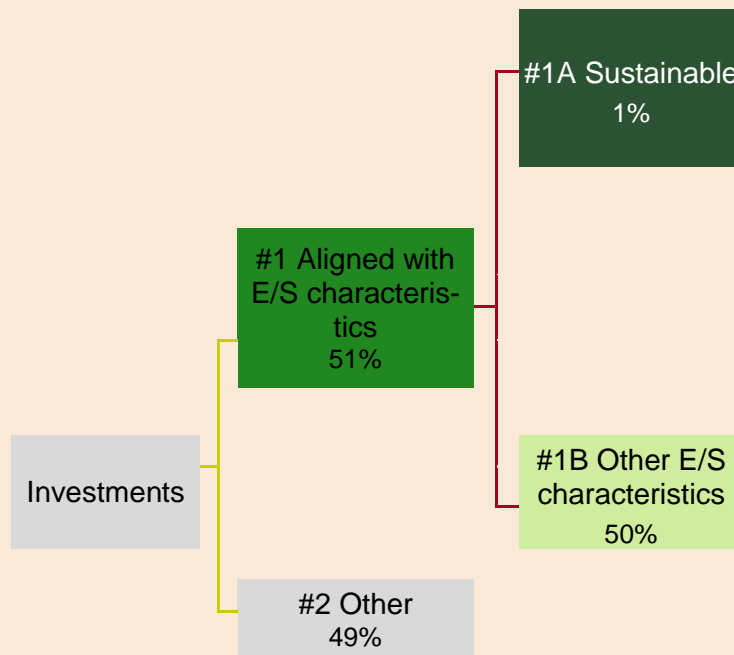 #1A Sustainable
1%
#1 Aligned with
E/S characteris-
tics
51%
Investments
#1B Other E/S
characteristics
50%
#2 Other
49%